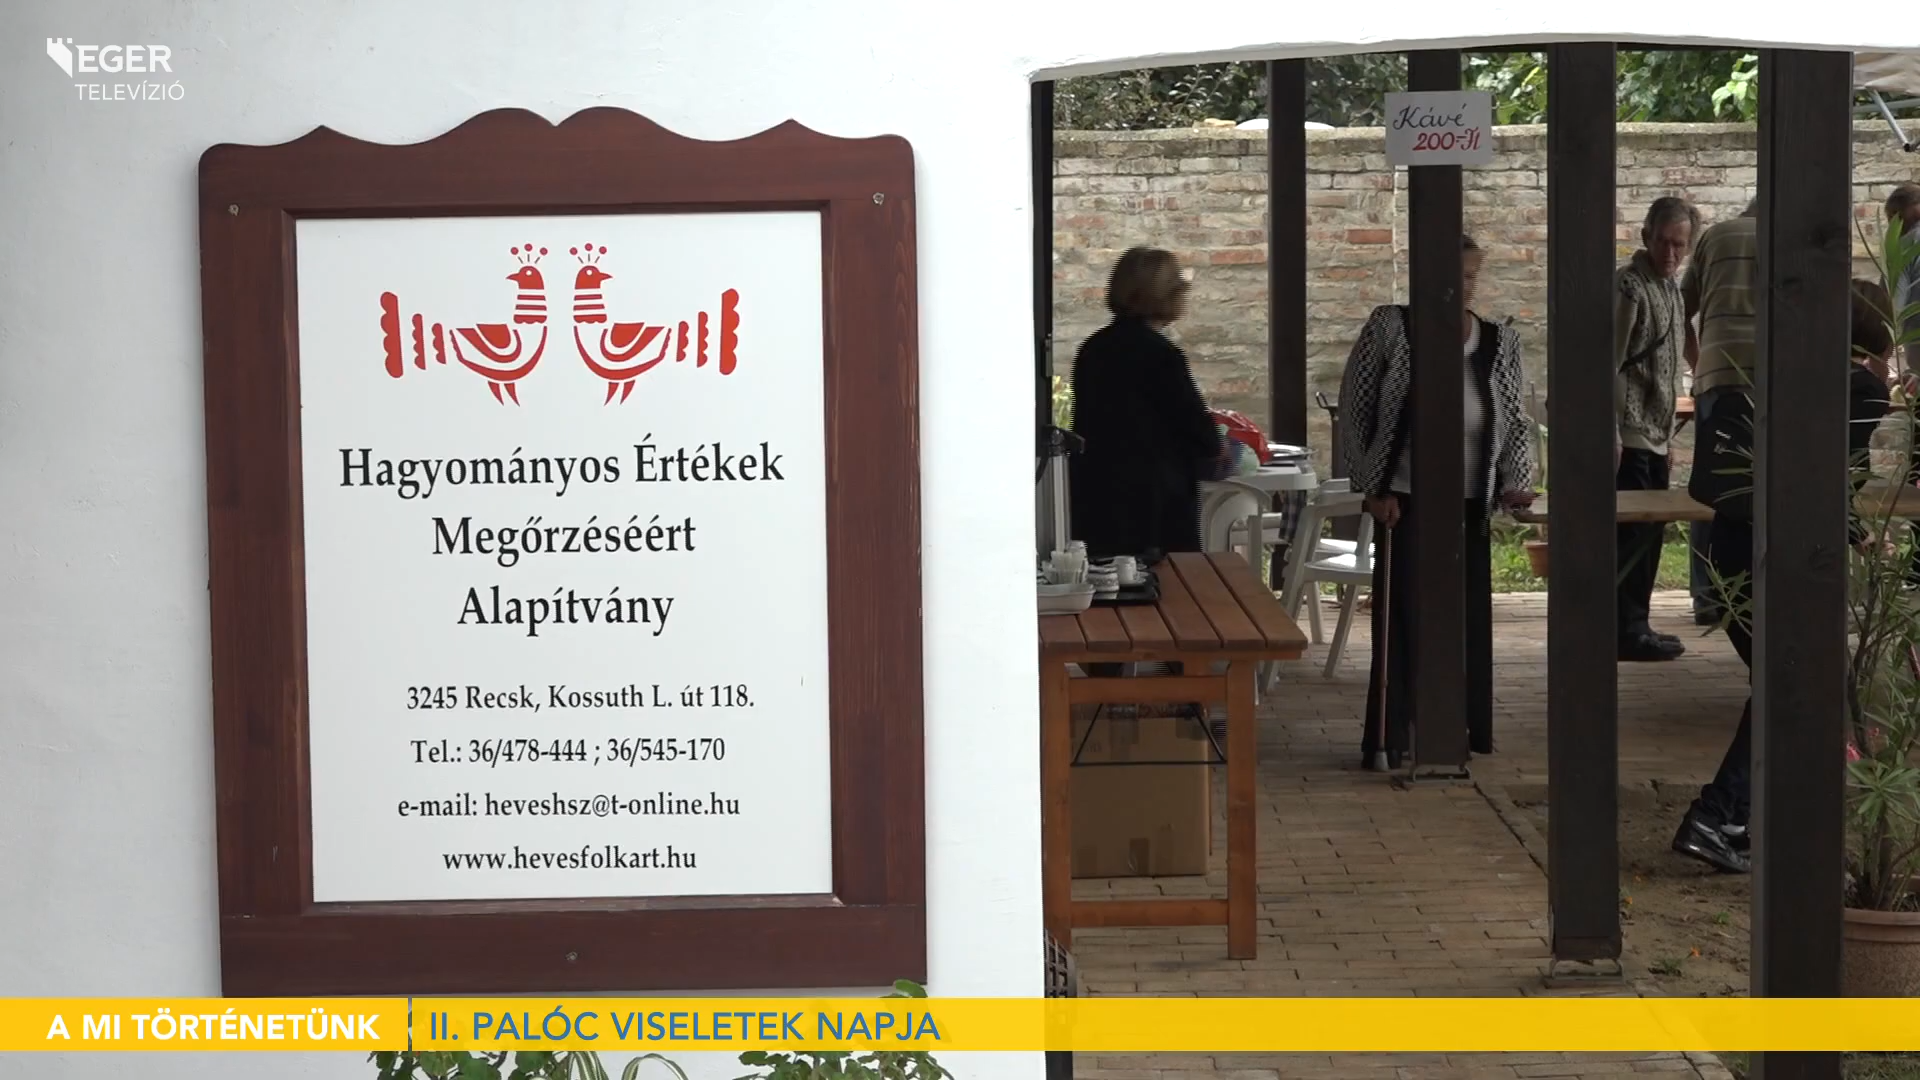 EGER
TELEVÍZIÓ
Kávé
200.-Ft
Hagyományos Értékek
Megőrzéséért
Alapítvány
3245 Recsk, Kossuth L. út 118.
Tel.: 36/478-444 ; 36/545-170
e-mail: heveshsz@t-online.hu
www.hevesfolkart.hu
A MI TÖRTÉNETÜNK II. PALÓC VISELETEK NAPJA